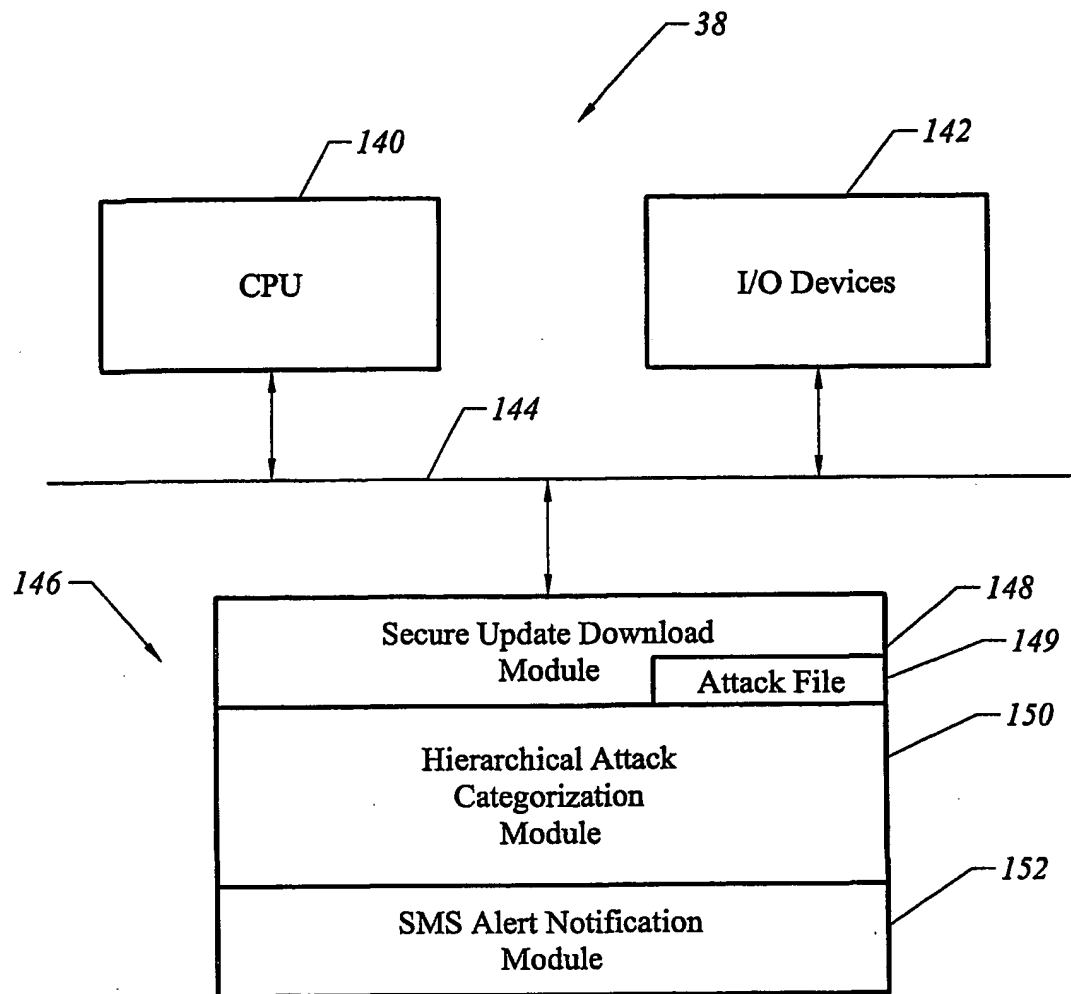 38
140
142
CPU
I/O Devices
144
146
148
Secure Update Download
Module
149
Attack File
150
Hierarchical Attack
Categorization
Module
152
SMS Alert Notification
Module